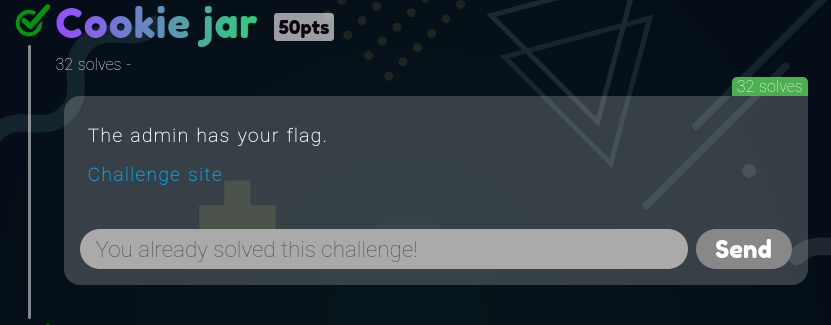 Cookie jar 50pts
32 solves -
32 solves
The admin has your flag.
Challenge site
You already solved this challenge!
Send